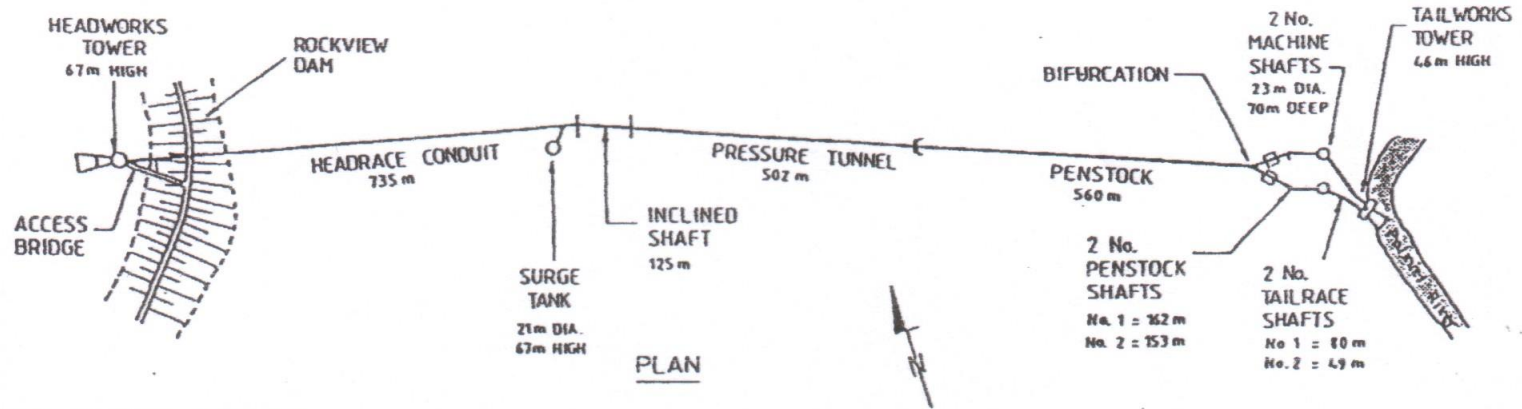 HEADWORKS
TOWER
67m HIGH
ROCKVIEW
DAM
ACCESS
BRIDGE
HEADRACE CONDUIT
735 m
SURGE
TANK
21m DIA.
67m HIGH
INCLINED
SHAFT
125 m
PRESSURE TUNNEL
502 m
PLAN
N
BIFURCATION
PENSTOCK
560 m
2 No.
MACHINE
SHAFTS
23 m DIA.
70m DEEP
TAILWORKS
TOWER
46 m HIGH
2 No.
PENSTOCK
SHAFTS
No. 1 = 162 m
No. 2 = 153 m
2 No.
TAILRACE
SHAFTS
No 1 = 80 m
No. 2 = 49 m